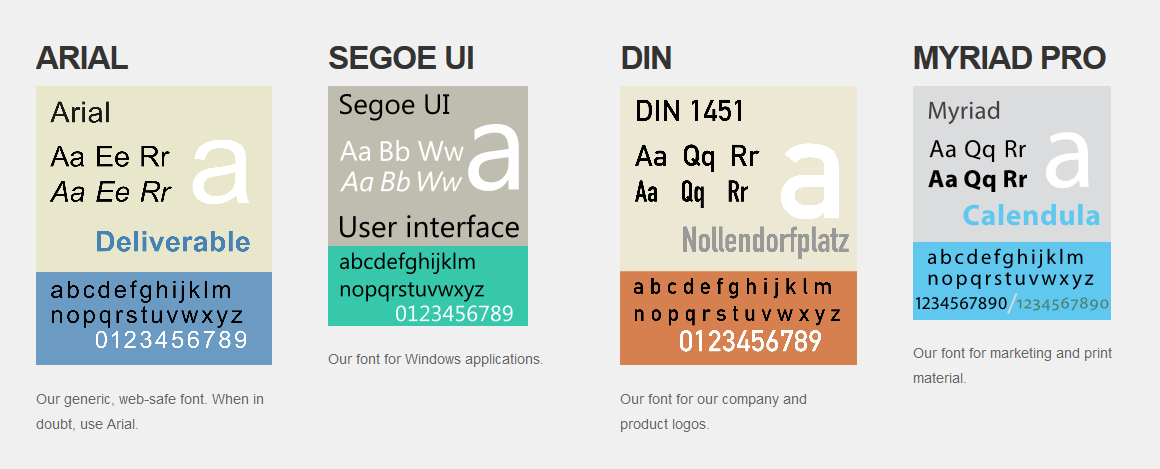 ARIAL
Arial
a
Aa Ee Rr
Aa Ee Rr
Deliverable
abcdefghijklm
nopqrstuvwxyz
0123456789
Our generic, web-safe font. When in
doubt, use Arial.
SEGOE UI
Segoe UI
a
Aa Bb Ww
Aa Bb Ww
User interface
abcdefghijklm
nopqrstuvwxyz
0123456789
Our font for Windows applications.
DIN
DIN 1451
a
Aa Qq Rr
Aa Qq Rr
Nollendorfplatz
abcdefghijklm
nopqrstuvwxyz
0123456789
Our font for our company and
product logos.
MYRIAD PRO
Myriad
a
Aa Qq Rr
Aa Qq Rr
Calendula
abcdefghijklm
nopqrstuvwxyz
1234567890/1234567890
Our font for marketing and print
material.